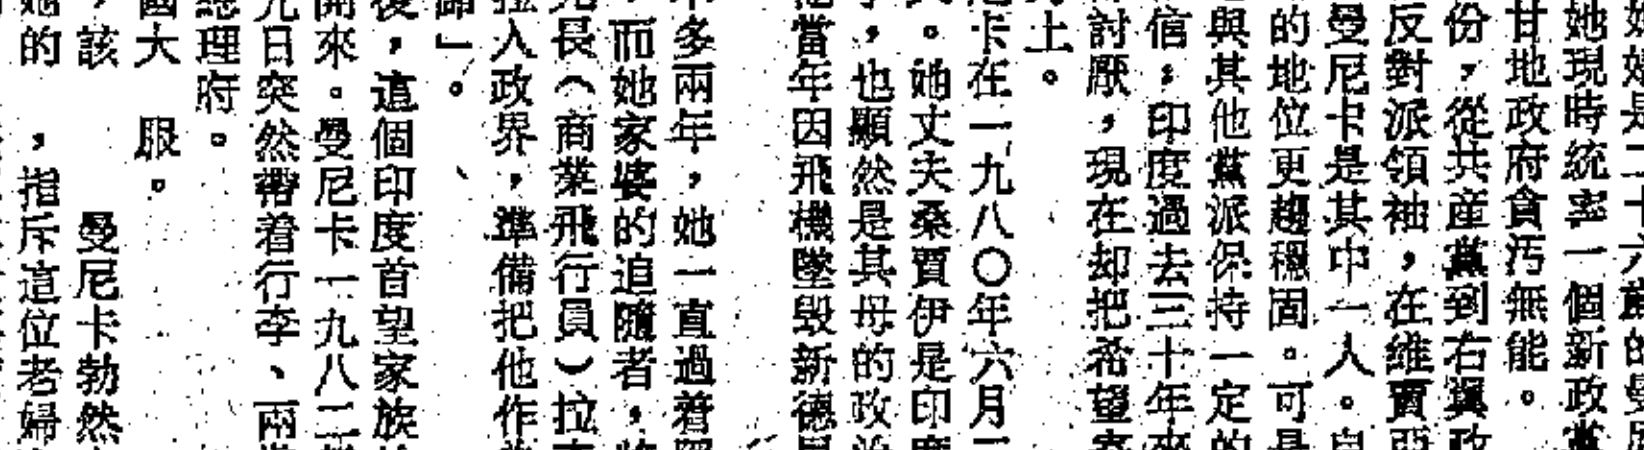 是二十六歲的曼
她現時統率一個新政黨
甘地政府貪汚無能。
份，從共産黨到右翼政
反對派領袖，在維賈亞
曼尼卡是其中一人。自
的地位更趨穩固。可是
與其他黨派保持一定的
信；印度過去三十年來
討厭，現在却把希望寄
上。
卡在一九八〇年六月二
。她丈夫桑賈伊是印度
，也顯然是其母的政治
當年因飛機墜毀新德里
多兩年，她一直過着
而她家婆的追隨者，
長（商業飛行員）拉
拉入政界，準備把他作
歸」。
後，這個印度首望家族
開來。曼尼卡一九八二
日突然帶着行李、兩
總理府。
國大 服。
，該 曼尼卡勃然
她的 ，指斥這位老婦